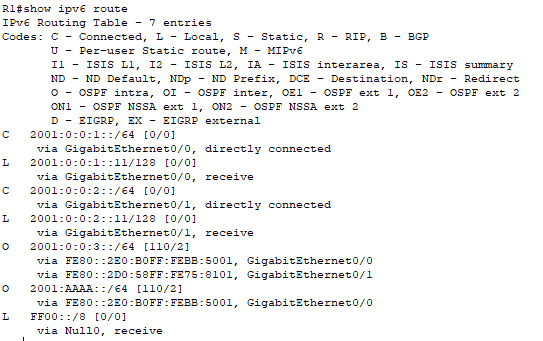 R1#show ipv6 route
IPv6 Routing Table - 7 entries
Codes: C - Connected, L - Local, S - Static, R - RIP, B - BGP
U - Per-user Static route, M - MIPv6
I1 - ISIS L1, I2 - ISIS L2, IA - ISIS interarea, IS - ISIS summary
ND - ND Default, NDp - ND Prefix, DCE - Destination, NDr - Redirect
O - OSPF intra, OI - OSPF inter, OE1 - OSPF ext 1, OE2 - OSPF ext 2
ON1 - OSPF NSSA ext 1, ON2 - OSPF NSSA ext 2
D - EIGRP, EX - EIGRP external
C 2001:0:0:1::/64 [0/0]
via GigabitEthernet0/0, directly connected
L 2001:0:0:1::11/128 [0/0]
via GigabitEthernet0/0, receive
C 2001:0:0:2::/64 [0/0]
via GigabitEthernet0/1, directly connected
L 2001:0:0:2::11/128 [0/0]
via GigabitEthernet0/1, receive
O 2001:0:0:3::/64 [110/2]
via FE80::2E0:B0FF:FEBB:5001, GigabitEthernet0/0
via FE80::2D0:58FF:FE75:8101, GigabitEthernet0/1
O 2001:AAAA::/64 [110/2]
via FE80::2E0:B0FF:FEBB:5001, GigabitEthernet0/0
L FF00::/8 [0/0]
via Null0, receive